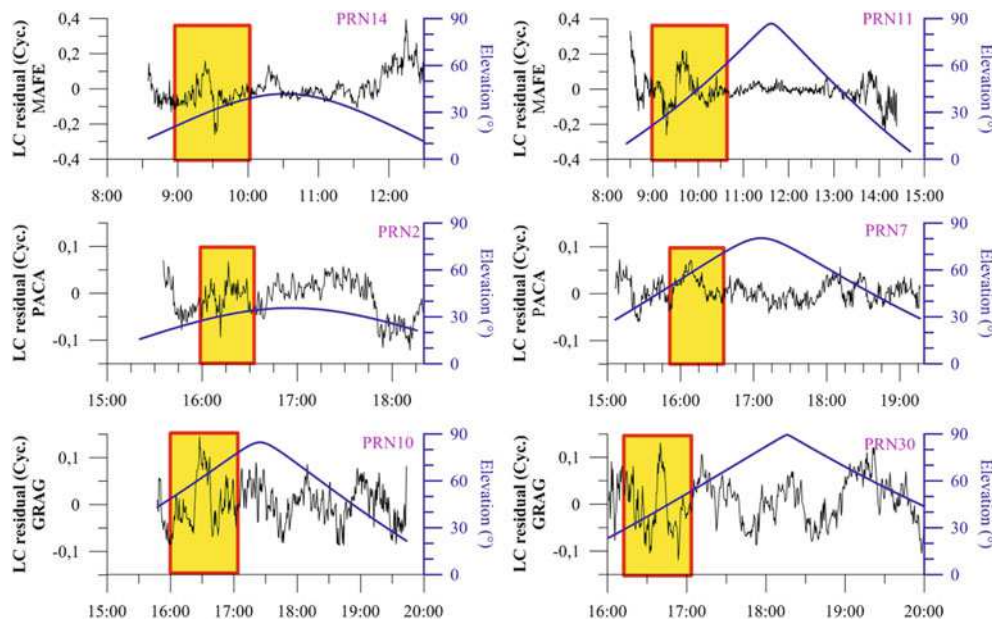 0,4 90 PRN14
0,2 60
0
-0,2 30
-0,4 0
LC residual (Cyc.)
MAFE
Elevation (°)
8:00 9:00 10:00 11:00 12:00
0,4 90 PRN11
0,2 60
0
-0,2 30
-0,4 0
LC residual (Cyc.)
MAFE
Elevation (°)
8:00 9:00 10:00 11:00 12:00 13:00 14:00 15:00
PRN2 90
0,1
60
0
30
-0,1
0
LC residual (Cyc.)
PACA
Elevation (°)
15:00 16:00 17:00 18:00
PRN7 90
0,1
60
0
30
-0,1
0
LC residual (Cyc.)
PACA
Elevation (°)
15:00 16:00 17:00 18:00 19:00
PRN10 90
0,1
60
0
30
-0,1
0
LC residual (Cyc.)
GRAG
Elevation (°)
15:00 16:00 17:00 18:00 19:00 20:00
PRN30 90
0,1
60
0
30
-0,1
0
LC residual (Cyc.)
GRAG
Elevation (°)
16:00 17:00 18:00 19:00 20:00